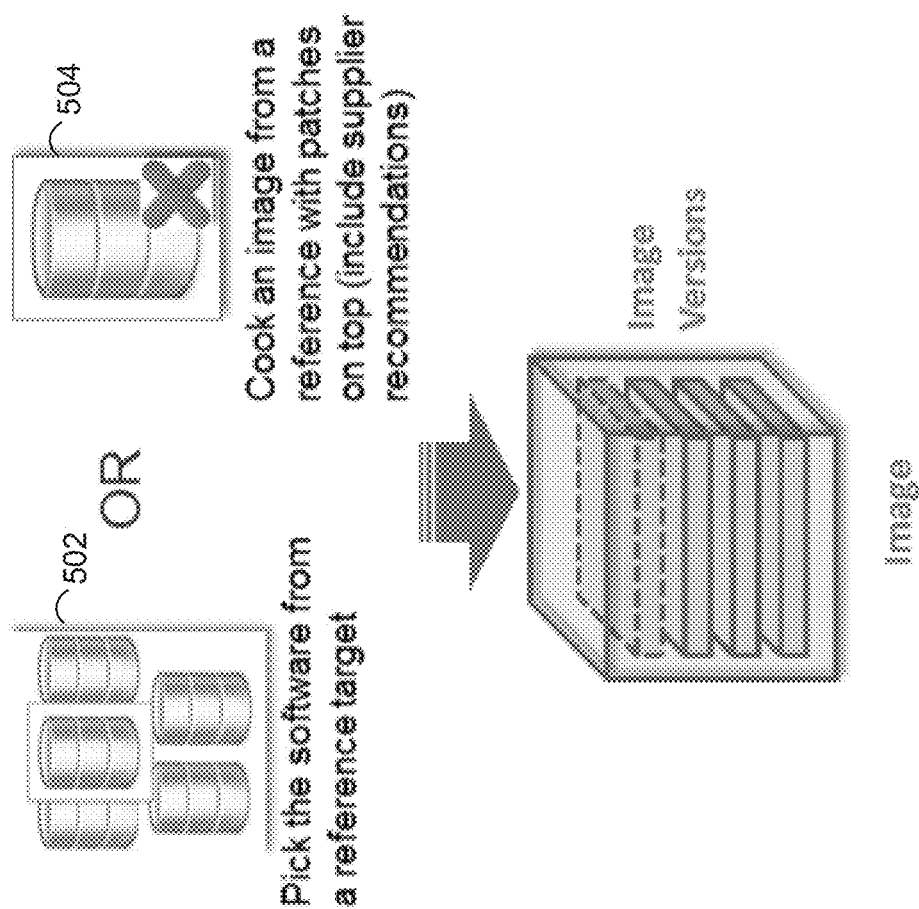 502
OR
504
Pick the software from
a reference target
Cook an image from a
reference with patches
on top (include supplier
recommendations)
Image
Versions
Image